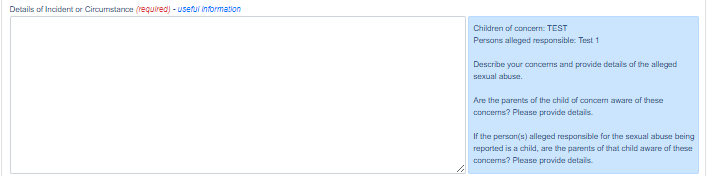 Details of Incident or Circumstance (required) - useful information
Children of concern: TEST
Persons alleged responsible: Test 1
Describe your concerns and provide details of the alleged
sexual abuse.
Are the parents of the child of concern aware of these
concerns? Please provide details.
If the person(s) alleged responsible for the sexual abuse being
reported is a child, are the parents of that child aware of these
concerns? Please provide details.